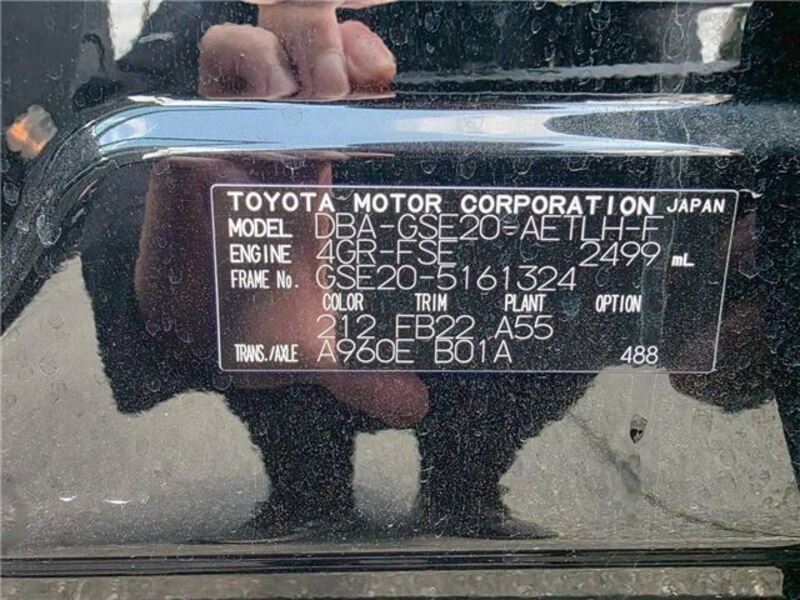 TOYOTA MOTOR CORPORATION JAPAN
MODEL DBA-GSE20-AETLH-F
ENGINE 4GR-FSE 2499 mL
FRAME No. GSE20-5161324
COLOR TRIM PLANT OPTION
212 FB22 A55
TRANS./AXLE A960E B01A 488